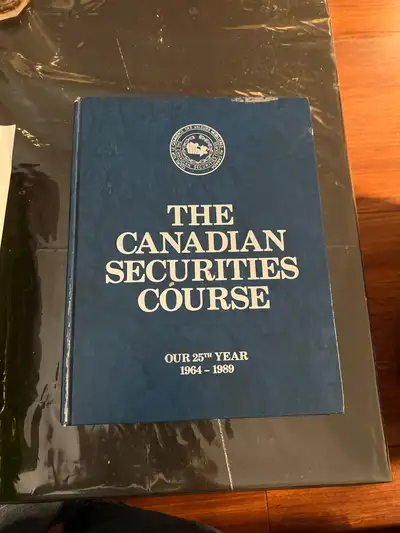 THE
CANADIAN
SECURITIES
COURSE
OUR 25TH YEAR
1964 – 1989